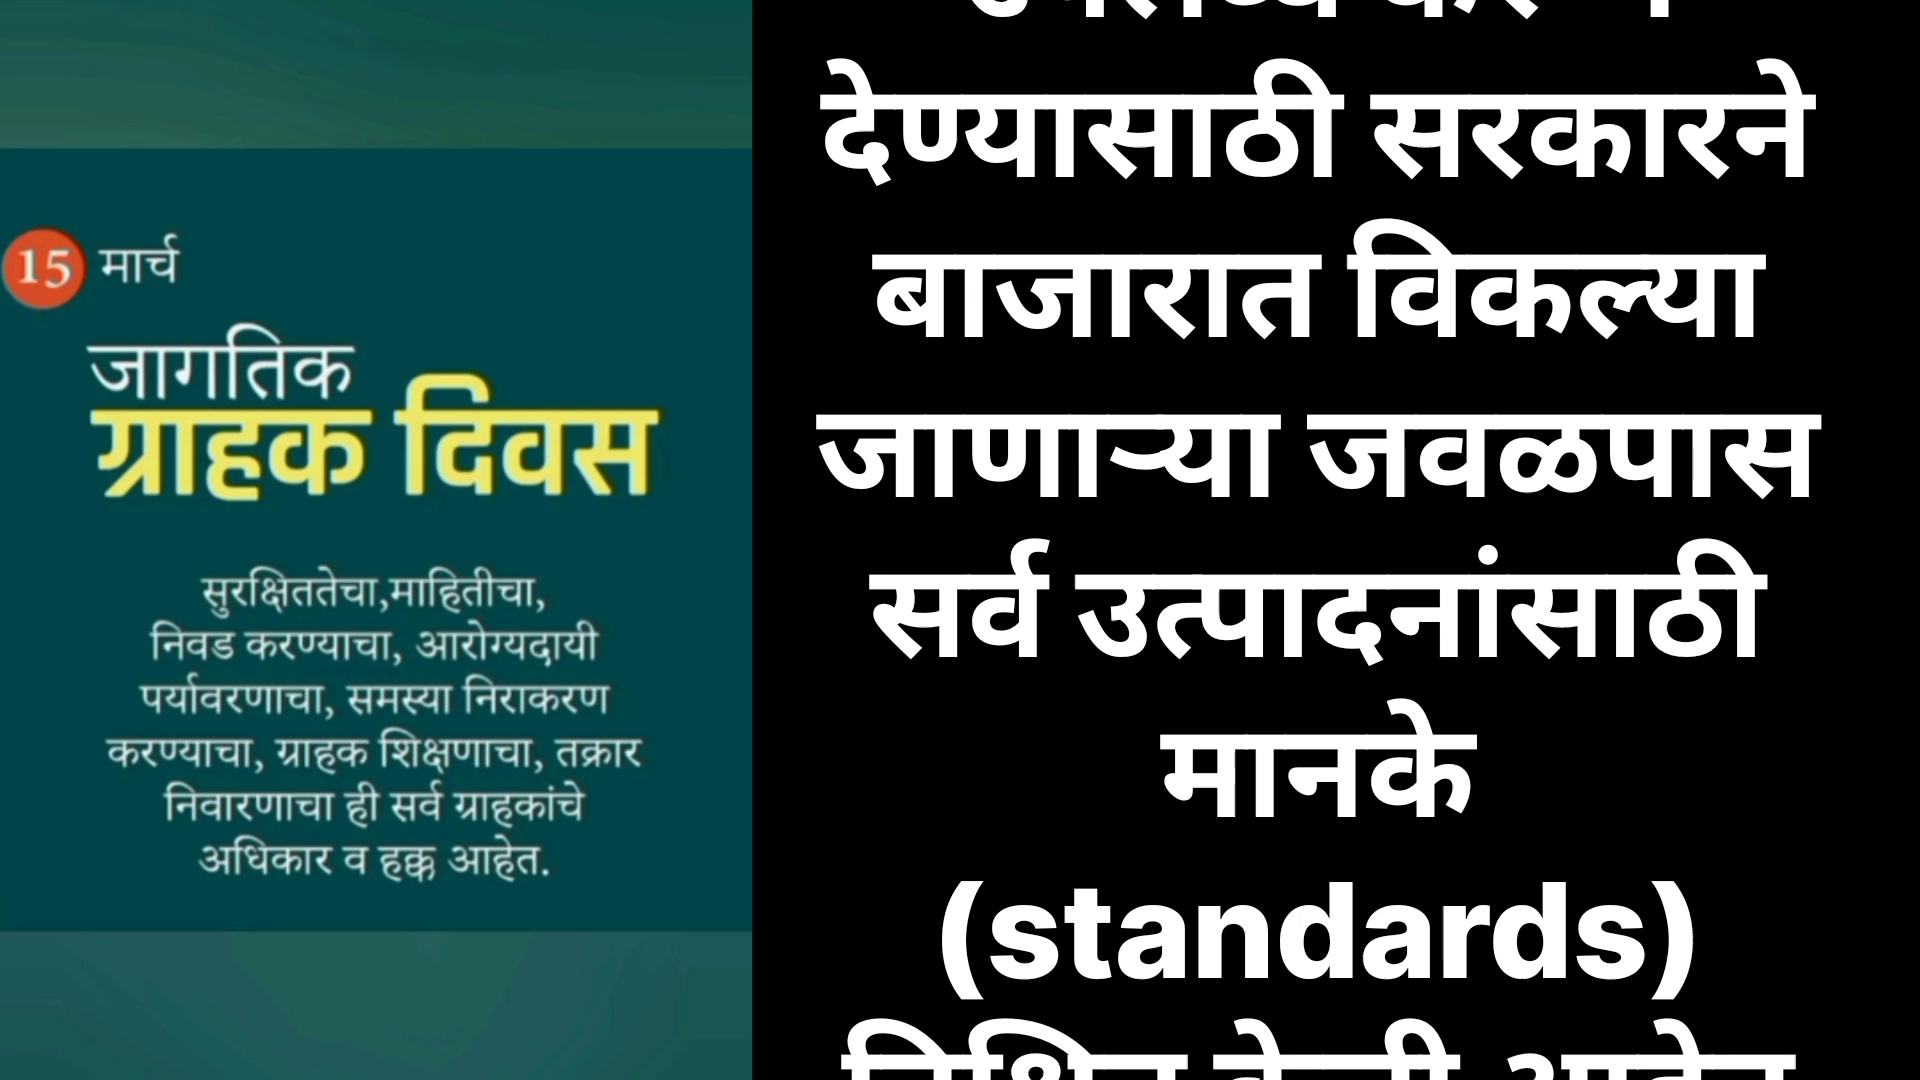 15 मार्च
जागतिक
ग्राहक दिवस
सुरक्षिततेचा,माहितीचा,
निवड करण्याचा, आरोग्यदायी
पर्यावरणाचा, समस्या निराकरण
करण्याचा, ग्राहक शिक्षणाचा, तक्रार
निवारणाचा ही सर्व ग्राहकांचे
अधिकार व हक्क आहेत.
देण्यासाठी सरकारने
बाजारात विकल्या
जाणाऱ्या जवळपास
सर्व उत्पादनांसाठी
मानके
(standards)